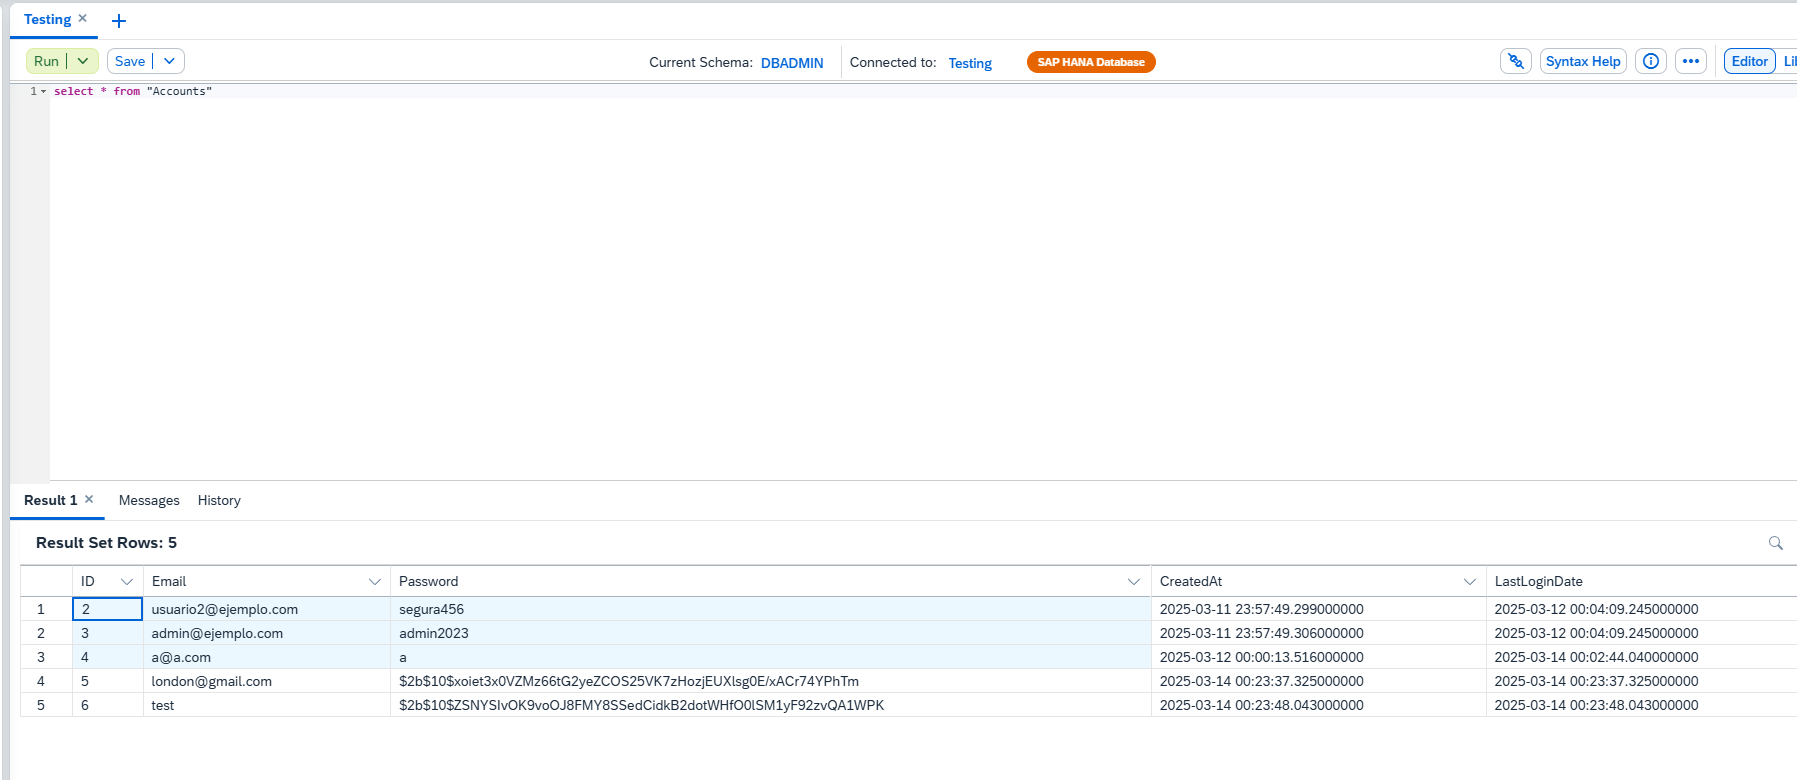 Testing
Run Save Current Schema: DBADMIN Connected to: Testing SAP HANA Database Syntax Help Editor
1 select * from "Accounts"
Result 1 Messages History
Result Set Rows: 5
ID Email Password CreatedAt LastLoginDate
1 2 usuario2@ejemplo.com segura456 2025-03-11 23:57:49.299000000 2025-03-12 00:04:09.245000000
2 3 admin@ejemplo.com admin2023 2025-03-11 23:57:49.306000000 2025-03-12 00:04:09.245000000
3 4 a@a.com a 2025-03-12 00:00:13.516000000 2025-03-14 00:02:44.040000000
4 5 london@gmail.com $2b$10$xoiet3x0VZMz66tG2yeZCOS25VK7zHozjEUXlsg0E/xACr74YPhTm 2025-03-14 00:23:37.325000000 2025-03-14 00:23:37.325000000
5 6 test $2b$10$ZSNYSIvOK9voOJ8FMY8SSedCidkB2dotWHfO0lSM1yF92zvQA1WPK 2025-03-14 00:23:48.043000000 2025-03-14 00:23:48.043000000